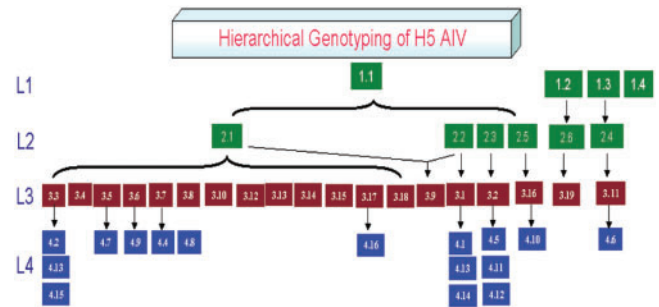 Hierarchical Genotyping of H5 AIV
L1 1.1 1.2 1.3 1.4
L2 2.1 2.2 2.3 2.5 2.6 2.4
L3 3.3 3.4 3.5 3.6 3.7 3.8 3.10 3.12 3.13 3.14 3.15 3.17 3.18 3.9 3.1 3.2 3.16 3.19 3.11
4.2 4.7 4.9 4.4 4.8 4.16 4.1 4.5 4.10 4.6
L4 4.13 4.13 4.11
4.15 4.14 4.12